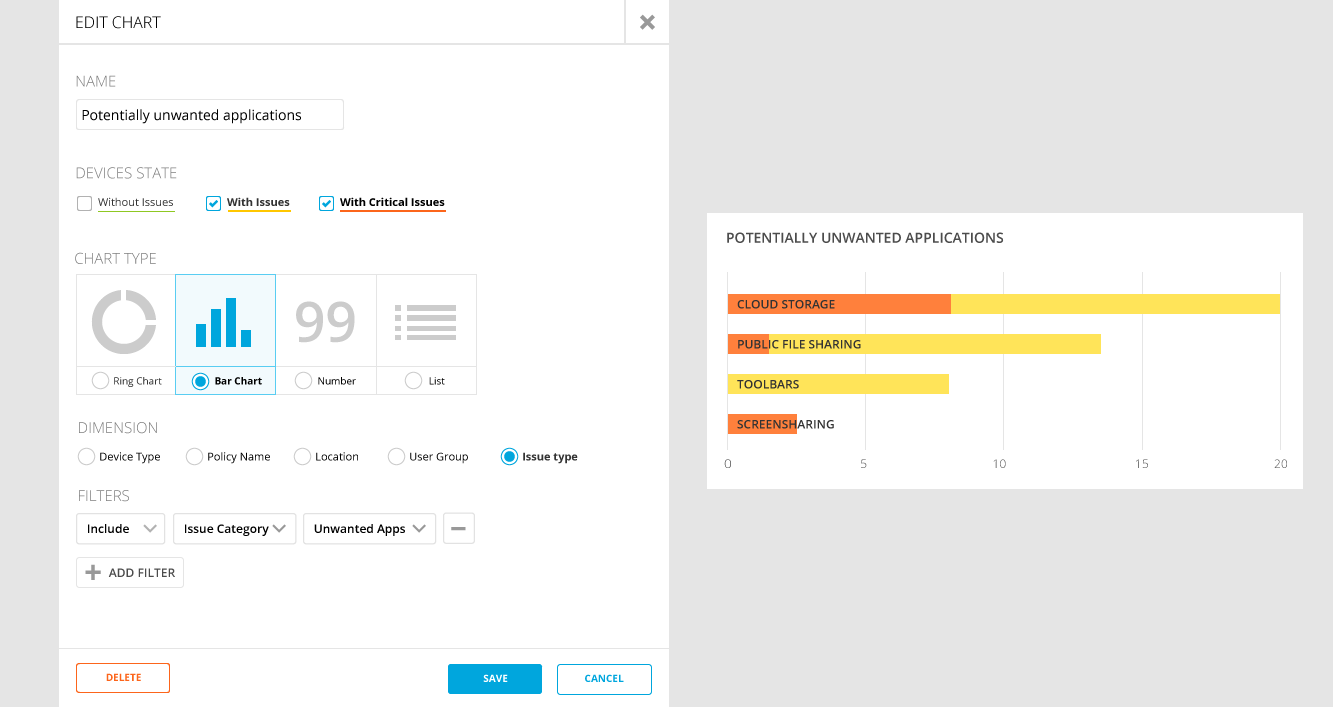 EDIT CHART
NAME
Potentially unwanted applications
DEVICES STATE
Without Issues With Issues With Critical Issues
CHART TYPE
99
Ring Chart Bar Chart Number List
DIMENSION
Device Type Policy Name Location User Group Issue type
FILTERS
Include Issue Category Unwanted Apps
ADD FILTER
DELETE SAVE CANCEL
POTENTIALLY UNWANTED APPLICATIONS
CLOUD STORAGE
PUBLIC FILE SHARING
TOOLBARS
SCREENSHARING
0 5 10 15 20